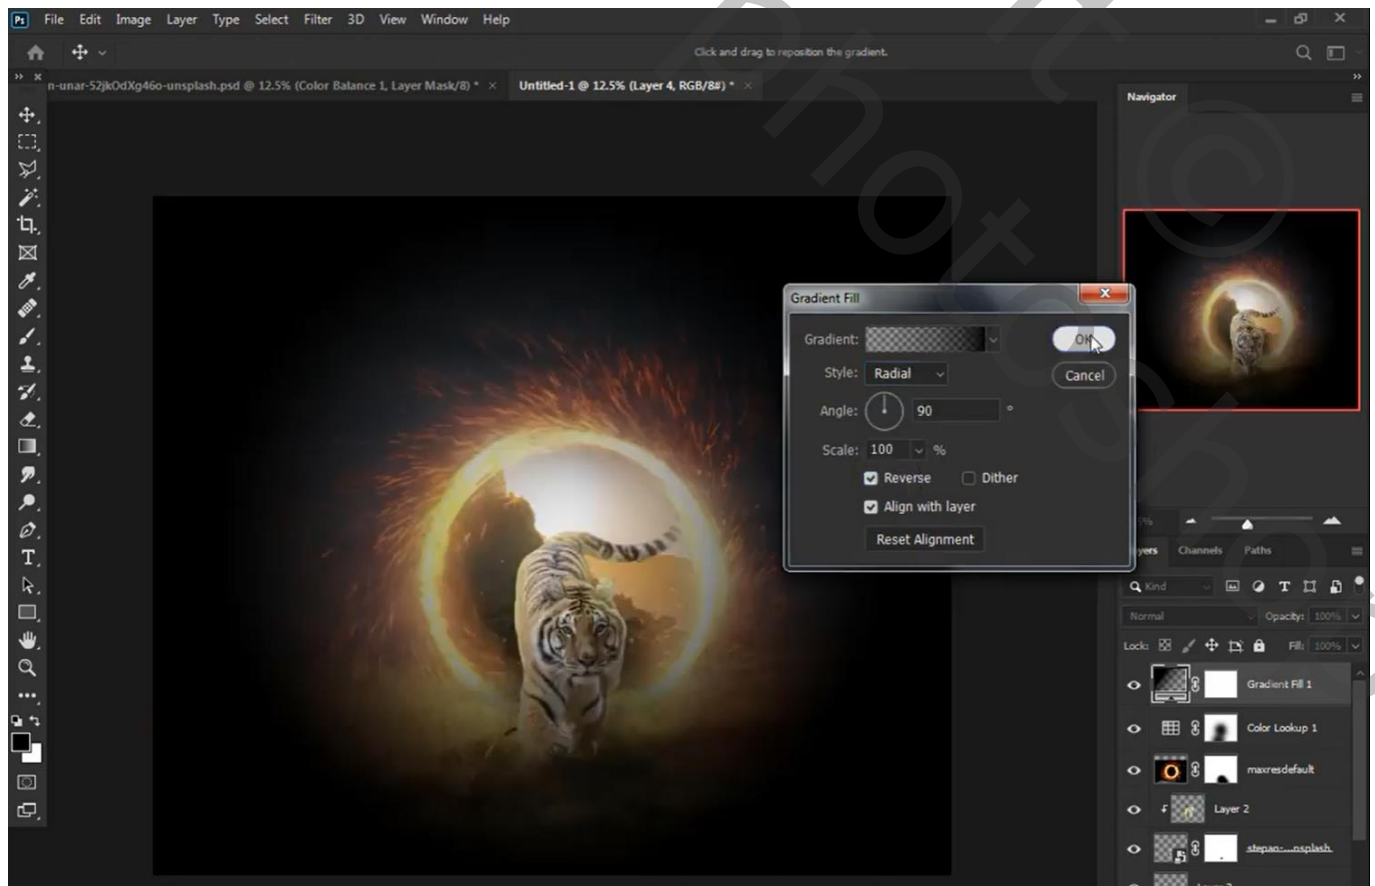 Ps File Edit Image Layer Type Select Filter 3D View Window Help
Click and drag to reposition the gradient.
n-unar-52jkOdXg46o-unsplash.psd @ 12.5% (Color Balance 1, Layer Mask/8) * × Untitled-1 @ 12.5% (Layer 4, RGB/8#) * ×
Navigator
Gradient Fill
Gradient: OK
Style: Radial Cancel
Angle: 90 °
Scale: 100 %
Reverse Dither
Align with layer
Reset Alignment
Channels Paths
Kind
Normal Opacity: 100%
Lock: Fill: 100%
Gradient Fill 1
Color Lookup 1
maxresdefault
Layer 2
stepan-...nsplash